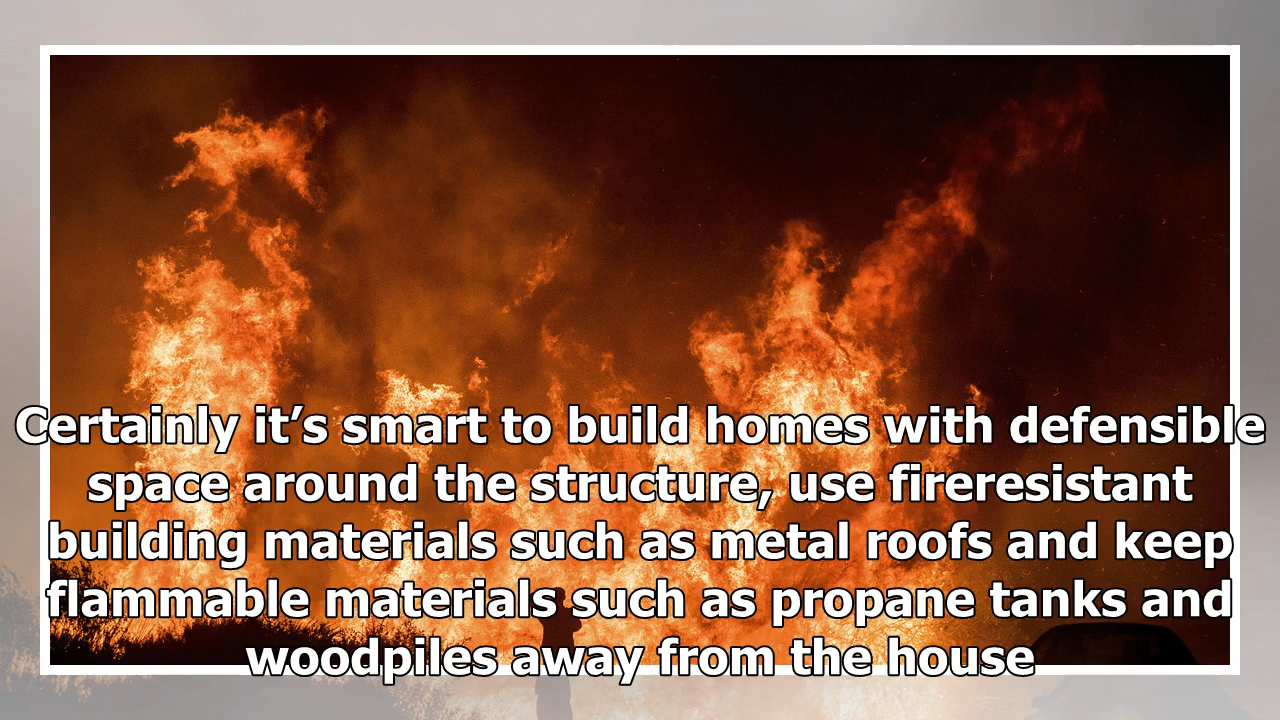 Certainly it’s smart to build homes with defensible
space around the structure, use fireresistant
building materials such as metal roofs and keep
flammable materials such as propane tanks and
woodpiles away from the house